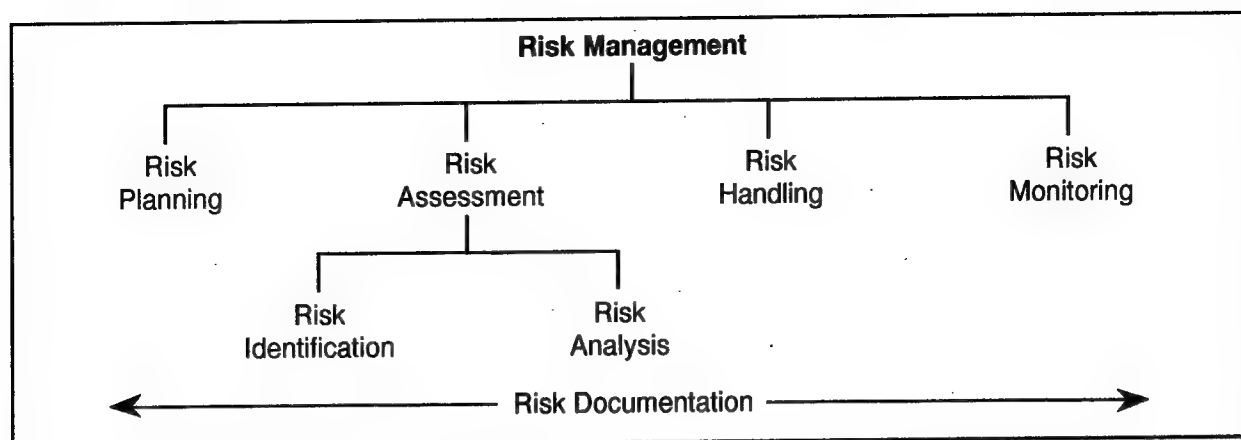 Risk Management
Risk
Planning
Risk
Assessment
Risk
Handling
Risk
Monitoring
Risk
Identification
Risk
Analysis
Risk Documentation